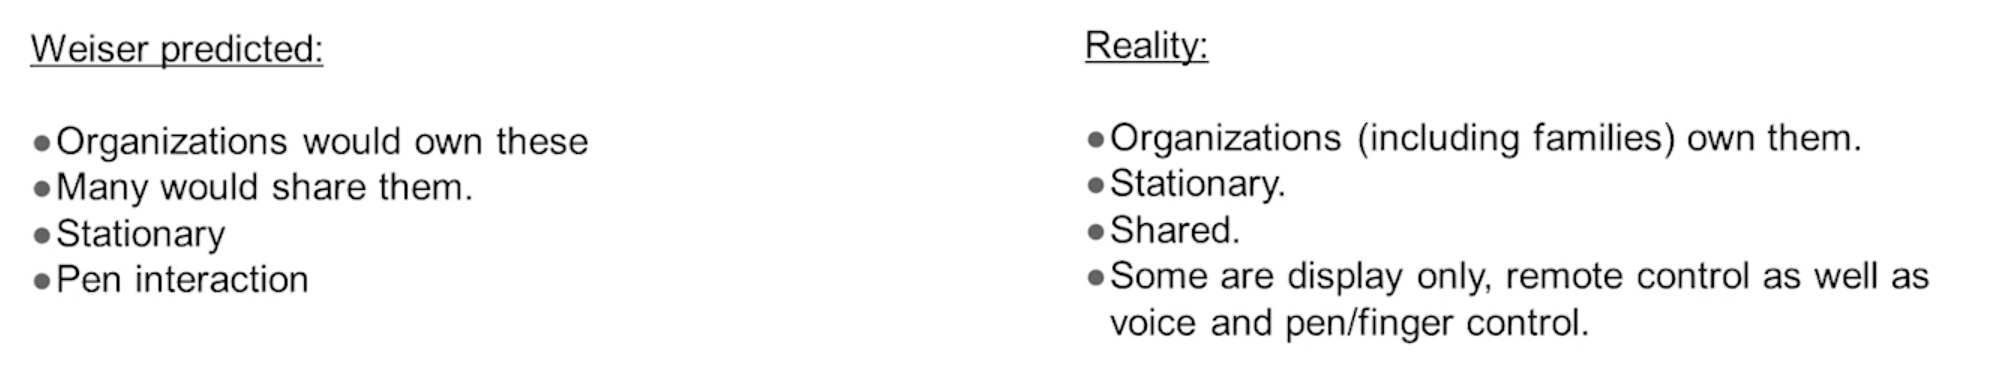 Weiser predicted:
●Organizations would own these
●Many would share them.
●Stationary
●Pen interaction
Reality:
●Organizations (including families) own them.
●Stationary.
●Shared.
●Some are display only, remote control as well as
voice and pen/finger control.